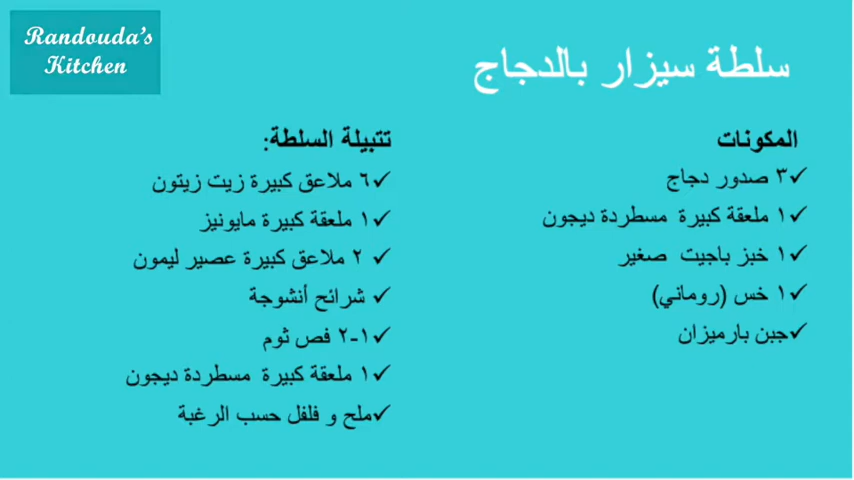 Randouda's
Kitchen
سلطة سيزار بالدجاج
المكونات
✓٣ صدور دجاج
✓١ ملعقة كبيرة مسطردة ديجون
✓١ خبز باجيت صغير
✓١ خس (روماني)
✓جبن بارميزان
تتبيلة السلطة:
✓٦ ملاعق كبيرة زيت زيتون
✓١ ملعقة كبيرة مايونيز
✓ ٢ ملاعق كبيرة عصير ليمون
✓ شرائح أنشوجة
✓١-٢ فص ثوم
✓١ ملعقة كبيرة مسطردة ديجون
✓ملح و فلفل حسب الرغبة